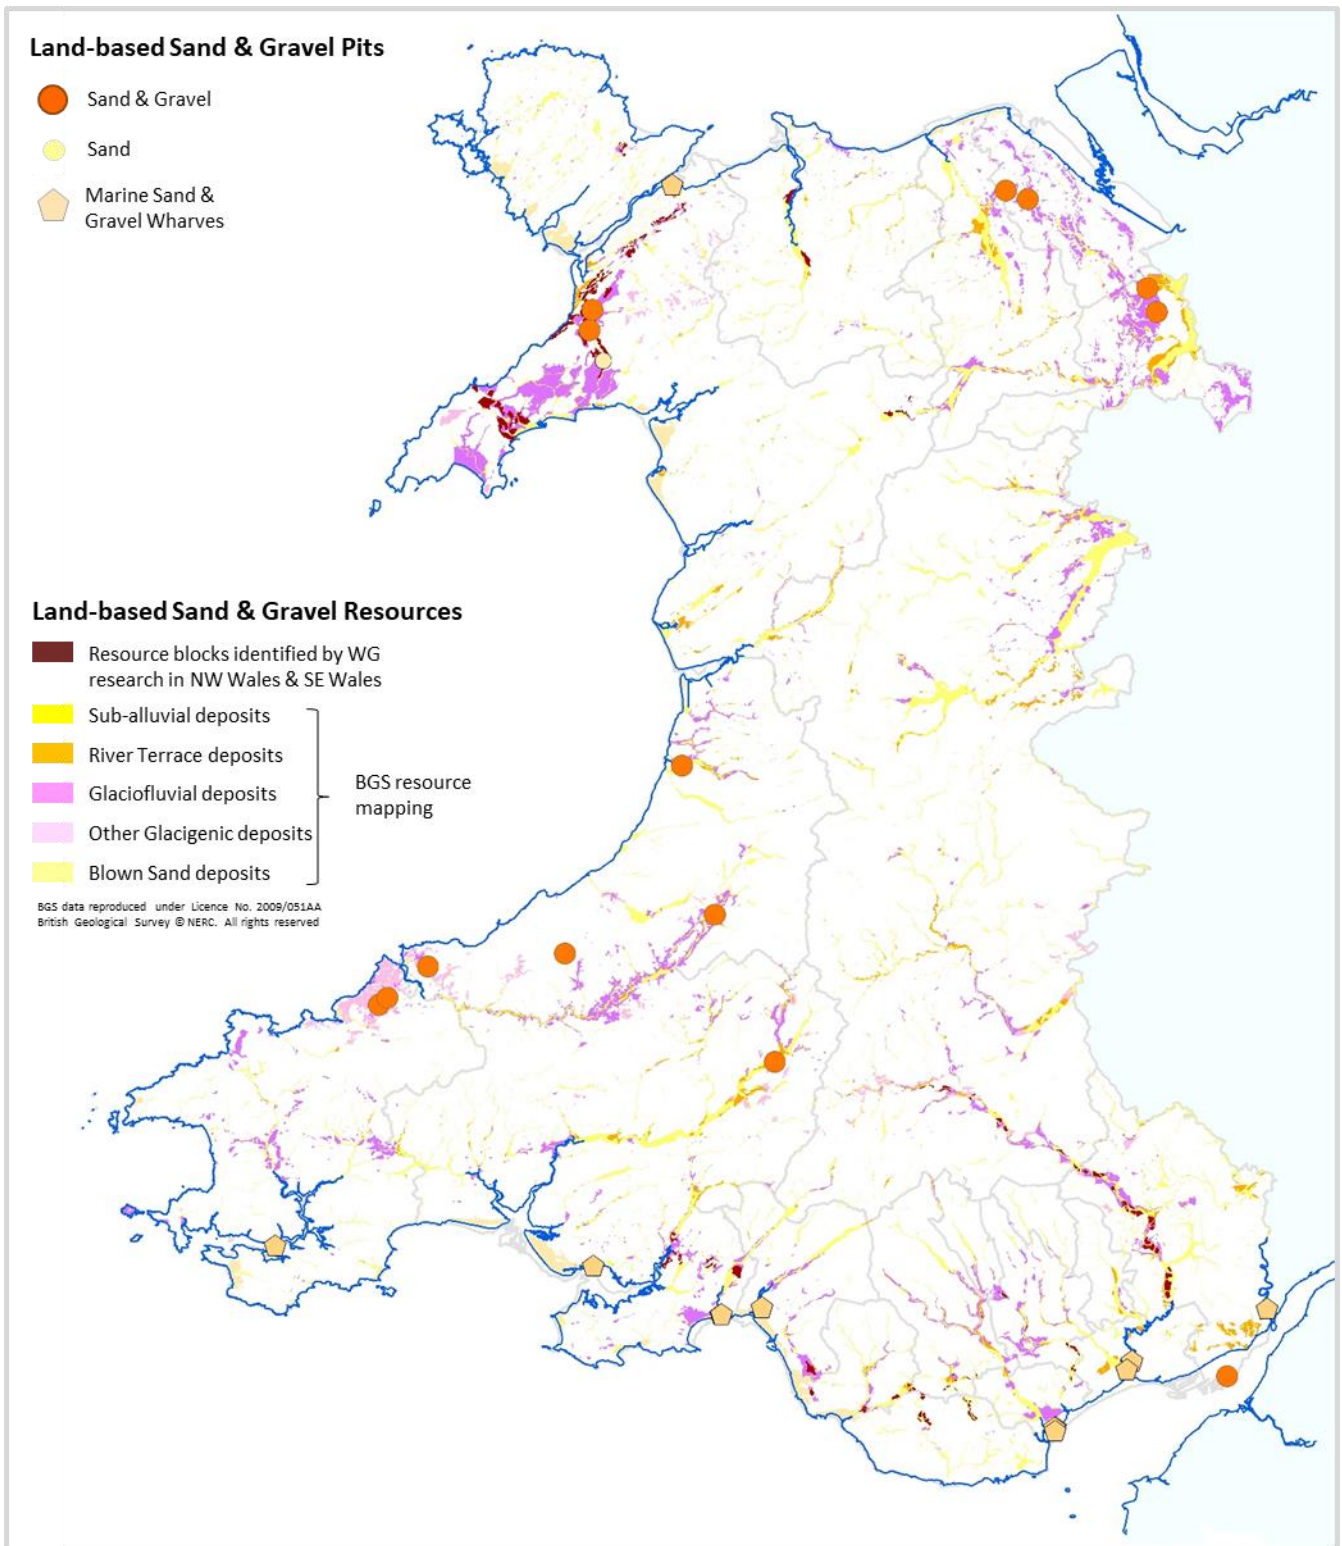 Land-based Sand & Gravel Pits
Sand & Gravel
Sand
Marine Sand &
Gravel Wharves
Land-based Sand & Gravel Resources
Resource blocks identified by WG
research in NW Wales & SE Wales
Sub-alluvial deposits
River Terrace deposits
Glaciofluvial deposits
Other Glacigenic deposits
Blown Sand deposits
BGS resource
mapping
BGS data reproduced under Licence No. 2009/051AA
British Geological Survey © NERC. All rights reserved